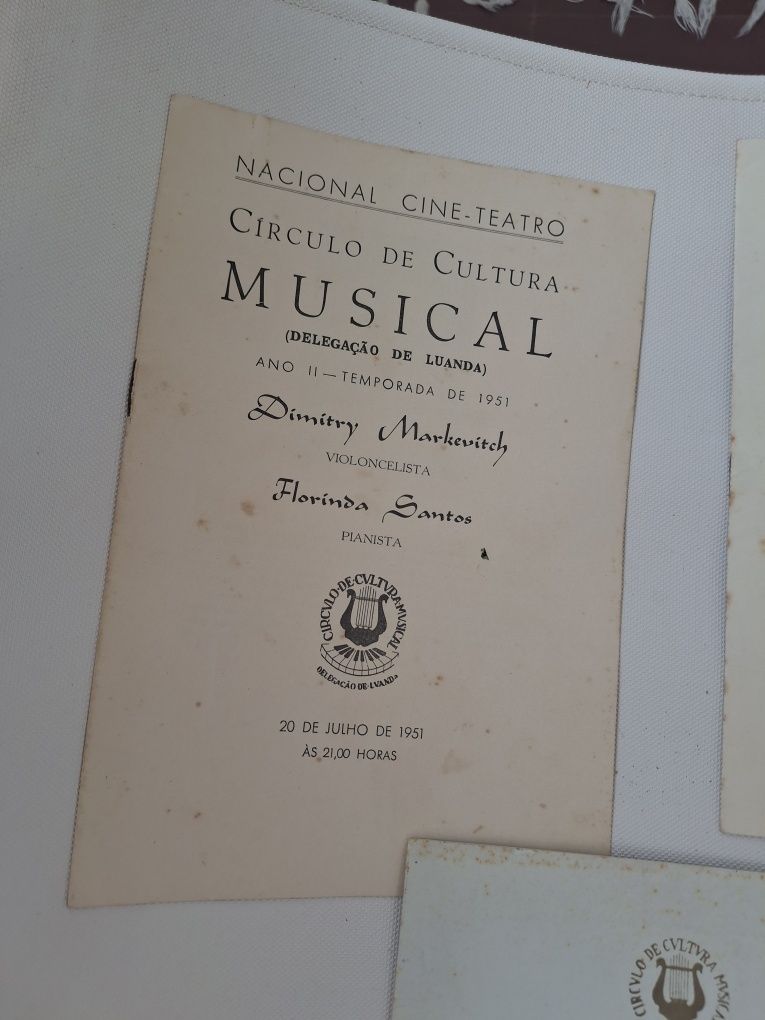 NACIONAL CINE-TEATRO
CÍRCULO DE CULTURA
MUSICAL
(DELEGAÇÃO DE LUANDA)
ANO II — TEMPORADA DE 1951
Dimitry Markevitch
VIOLONCELISTA
Florinda Santos
PIANISTA
CIRCVLO·DE·CVLTVRA·MVSICAL
DELEGAÇÃO·DE·LVANDA
20 DE JULHO DE 1951
ÀS 21,00 HORAS
CIRCVLO DE CVLTVRA MVSICAL